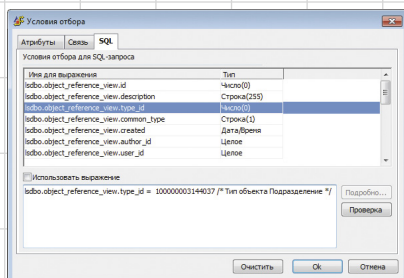 Условия отбора
Атрибуты Связь SQL
Условия отбора для SQL-запроса
Имя для выражения Тип
lsdbo.object_reference_view.id Число(0)
lsdbo.object_reference_view.description Строка(255)
lsdbo.object_reference_view.type_id Число(0)
lsdbo.object_reference_view.common_type Строка(1)
lsdbo.object_reference_view.created Дата/Время
lsdbo.object_reference_view.author_id Целое
lsdbo.object_reference_view.user_id Целое
Использовать выражение
lsdbo.object_reference_view.type_id = 100000003144037 /* Тип объекта Подразделение */
Подробно...
Проверка
Очистить Ok Отмена